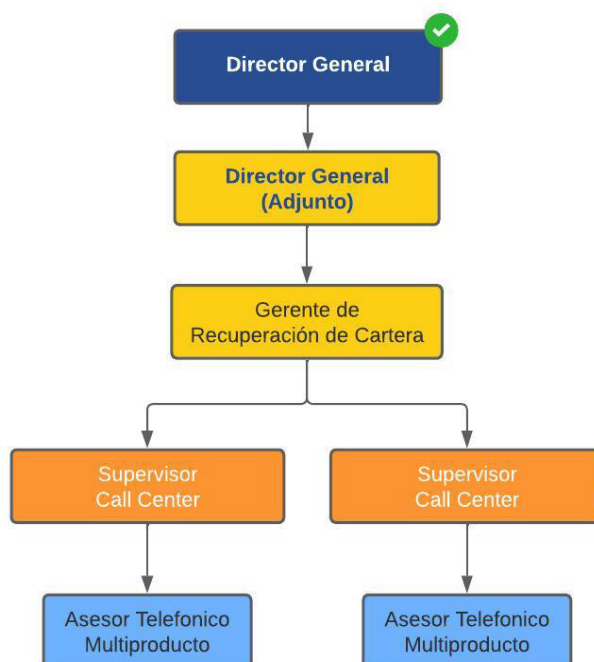 Director General
Director General
(Adjunto)
Gerente de
Recuperación de Cartera
Supervisor
Call Center
Supervisor
Call Center
Asesor Telefonico
Multiproducto
Asesor Telefonico
Multiproducto